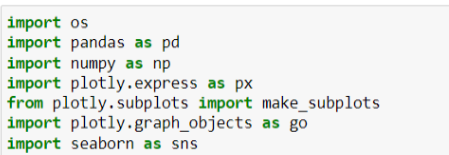 import os
import pandas as pd
import numpy as np
import plotly.express as px
from plotly.subplots import make_subplots
import plotly.graph_objects as go
import seaborn as sns